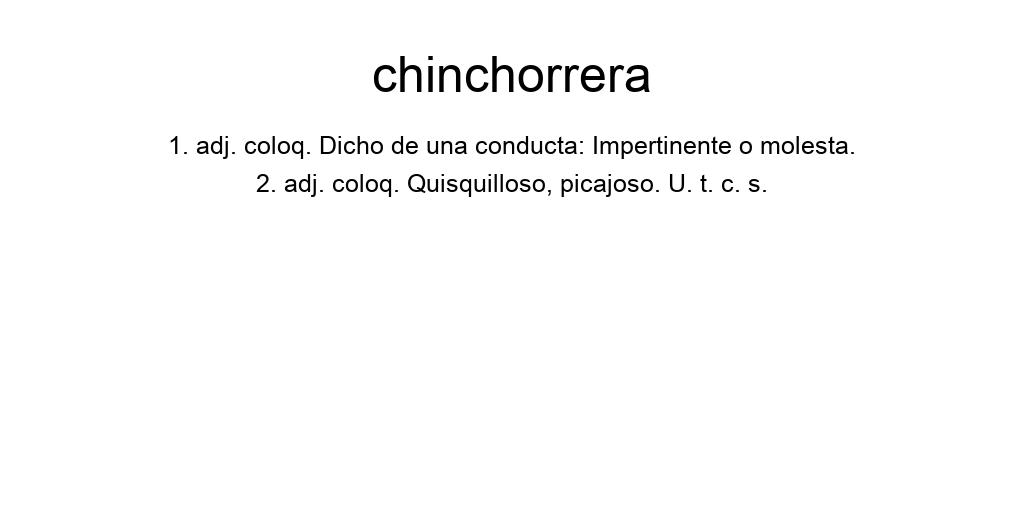 chinchorrera
1. adj. coloq. Dicho de una conducta: Impertinente o molesta.
2. adj. coloq. Quisquilloso, picajoso. U. t. c. s.